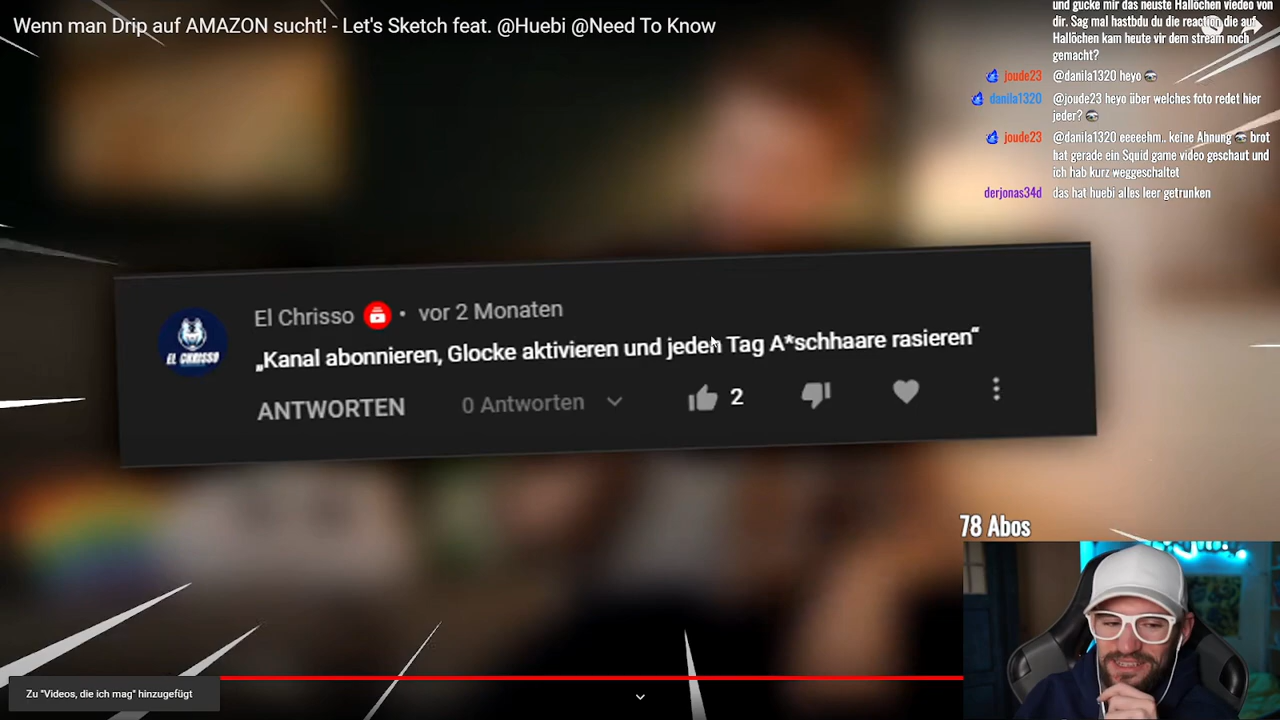 Wenn man Drip auf AMAZON sucht! - Let's Sketch feat. @Huebi @Need To Know
und gucke mir das neuste Hallöchen viedeo von
dir. Sag mal hastbdu du die reaction die auf
Hallöchen kam heute vir dem stream noch
gemacht?
joude23 @danila1320 heyo
danila1320 @joude23 heyo über welches foto redet hier
jeder?
joude23 @danila1320 eeeeehm.. keine Ahnung brot
hat gerade ein Squid game video geschaut und
ich hab kurz weggeschaltet
derjonas34d das hat huebi alles leer getrunken
El Chrisso • vor 2 Monaten
EL CHRISSO
„Kanal abonnieren, Glocke aktivieren und jeden Tag A*schhaare rasieren“
ANTWORTEN 0 Antworten 2
78 Abos
Zu "Videos, die ich mag" hinzugefügt